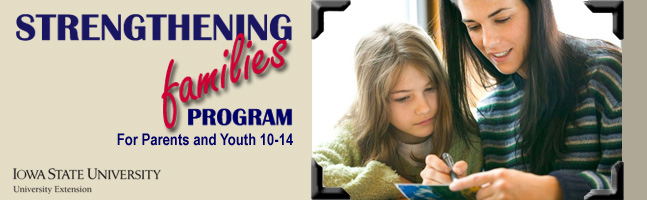 STRENGTHENING
families
PROGRAM
For Parents and Youth 10-14
IOWA STATE UNIVERSITY
University Extension